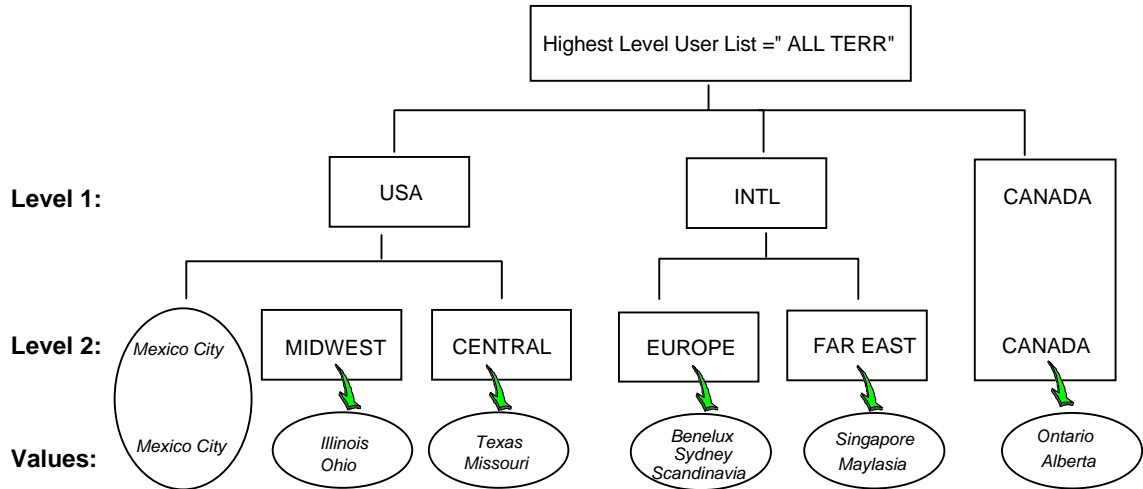 Highest Level User List =" ALL TERR"
Level 1:
USA
INTL
CANADA
Level 2:
Mexico City
MIDWEST
CENTRAL
EUROPE
FAR EAST
CANADA
Values:
Mexico City
Illinois
Ohio
Texas
Missouri
Benelux
Sydney
Scandinavia
Singapore
Maylasia
Ontario
Alberta